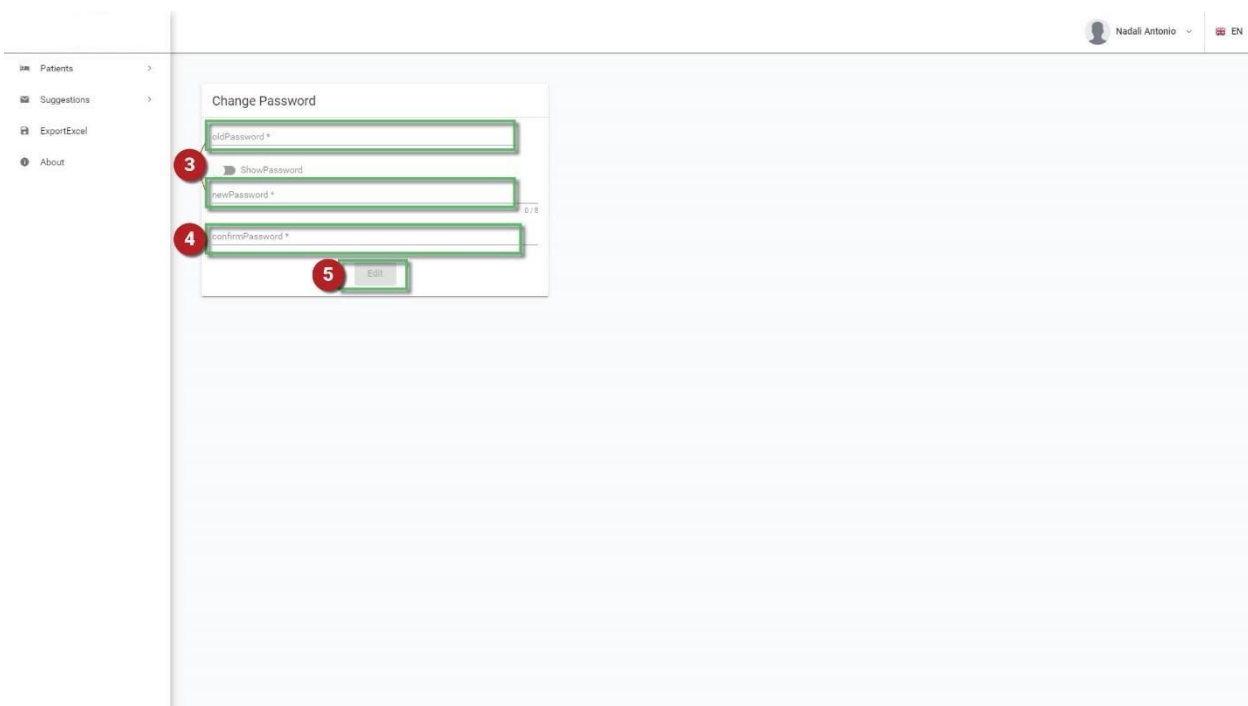 Nadali Antonio
EN
Patients
Suggestions
ExportExcel
About
Change Password
oldPassword *
3
ShowPassword
newPassword *
0 / 8
4
confirmPassword *
5
Edit